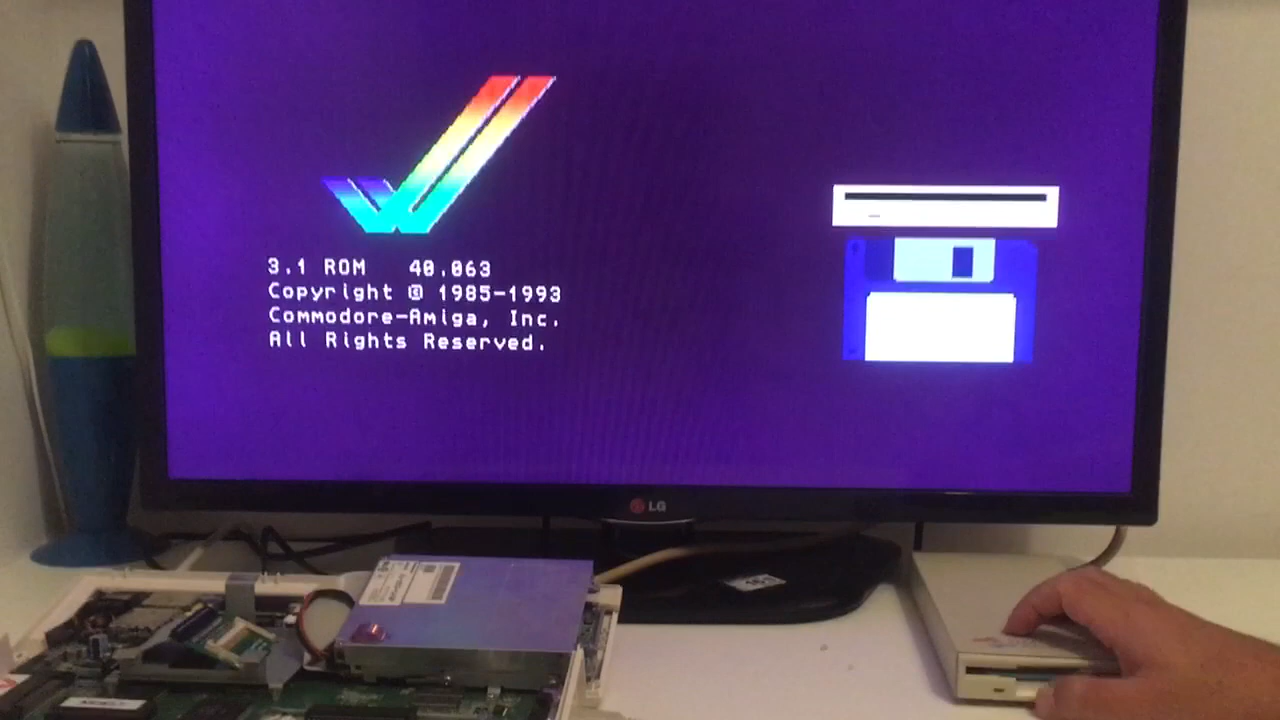 3.1 ROM 40.063
Copyright © 1985-1993
Commodore-Amiga, Inc.
All Rights Reserved.
LG